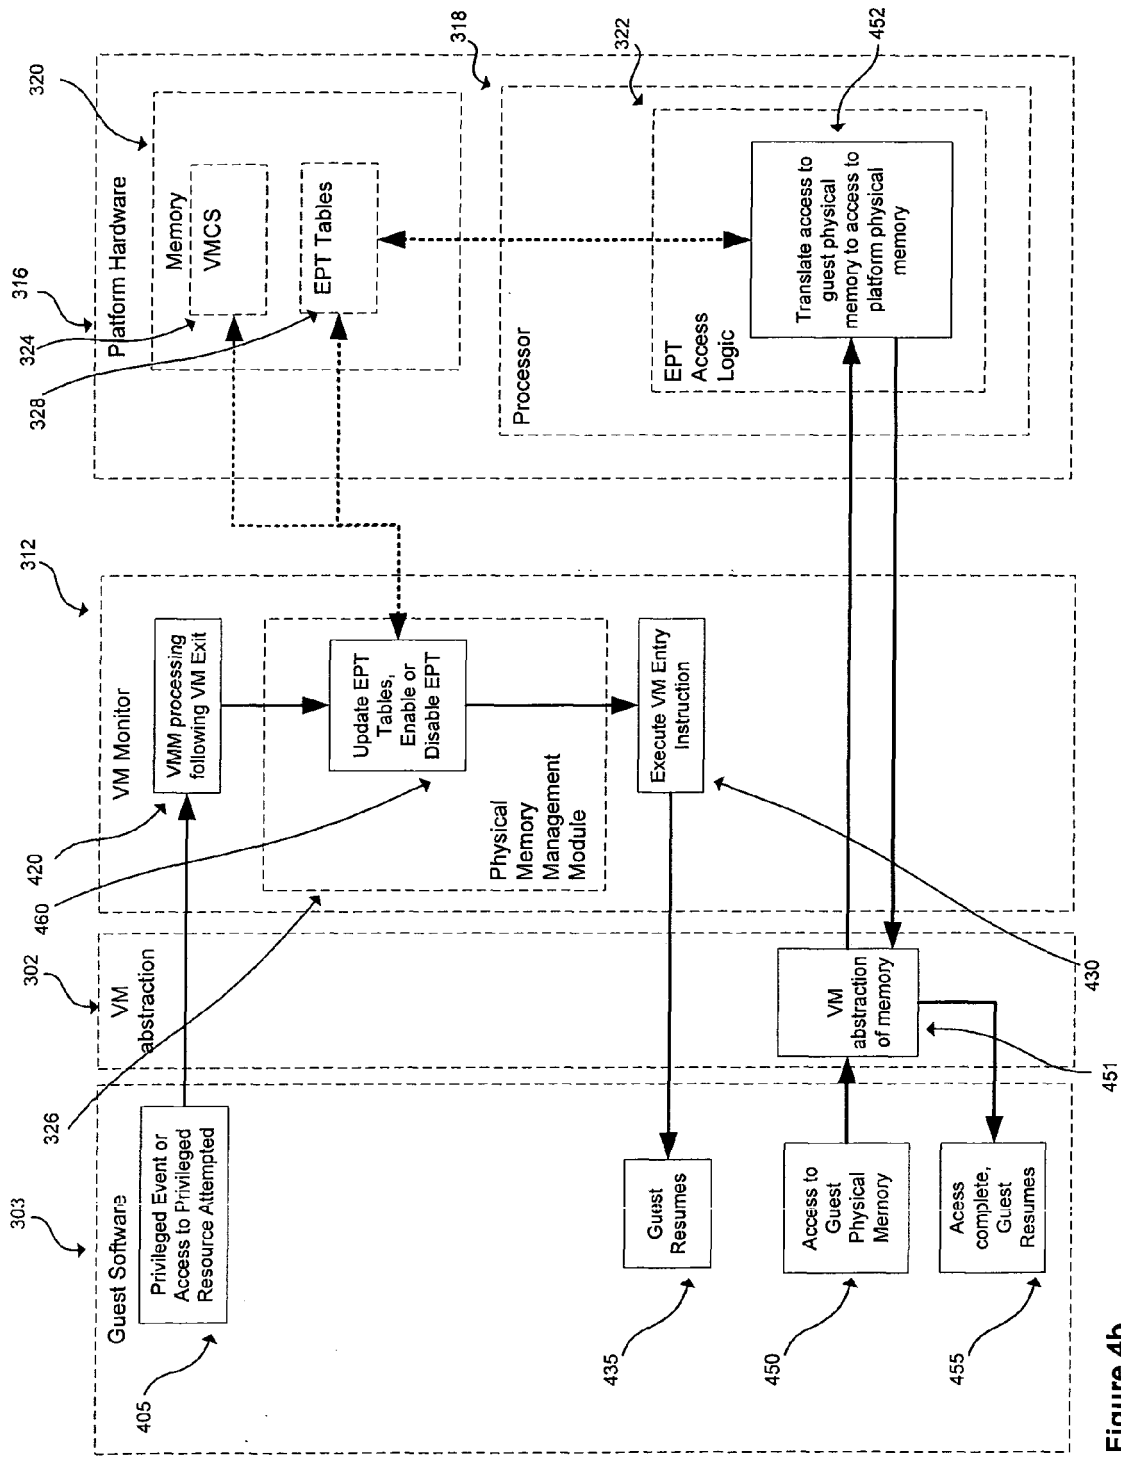 303
Guest Software
Privileged Event or
Access to Privileged
Resource Attempted
405
Guest
Resumes
435
Access to
Guest
Physical
Memory
450
Acess
complete,
Guest
Resumes
455
302
VM
abstraction
326
VM
abstraction
of memory
451
312
VM Monitor
VMM processing
following VM Exit
420
Update EPT
Tables,
Enable or
Disable EPT
460
Physical
Memory
Management
Module
Execute VM Entry
Instruction
430
316
Platform Hardware
320
Memory
VMCS
324
EPT Tables
328
318
Processor
322
EPT
Access
Logic
Translate access to
guest physical
memory to access to
platform physical
memory
452
Figure 4b